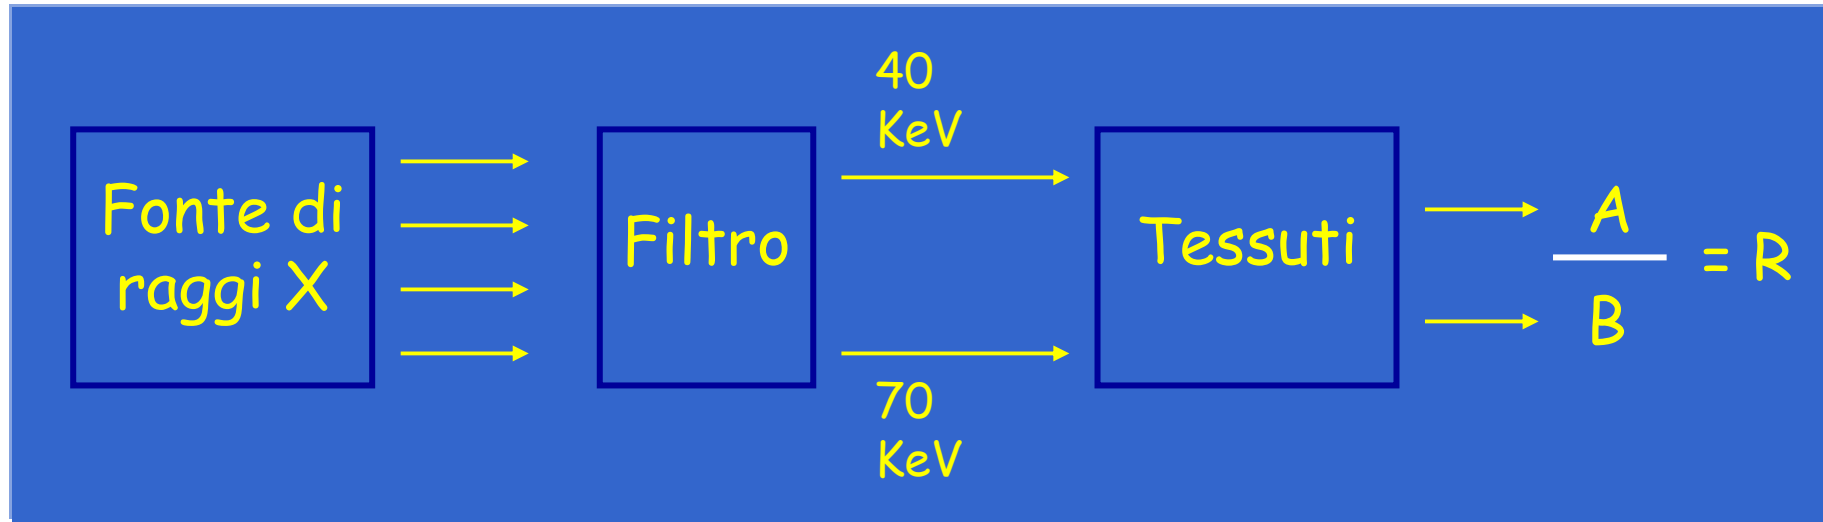 40
KeV
Fonte di
raggi X
Filtro
Tessuti
A
B
= R
70
KeV